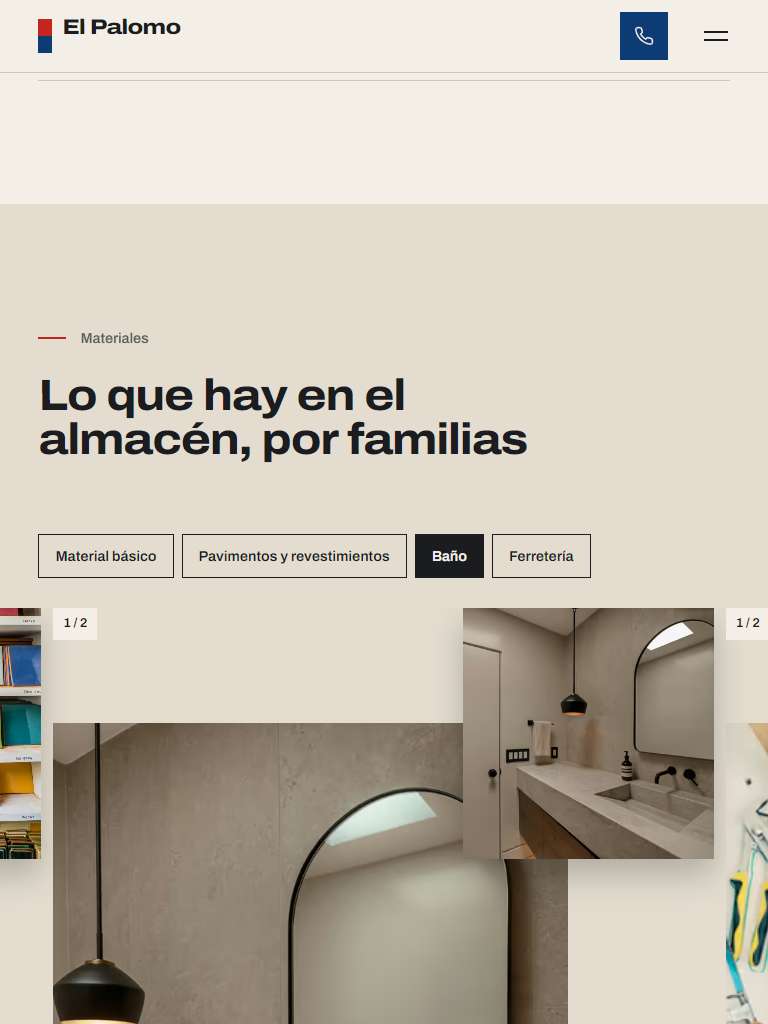 El Palomo
Materiales
Lo que hay en el
almacén, por familias
Material básico
Pavimentos y revestimientos
Baño
Ferretería
1 / 2
1 / 2